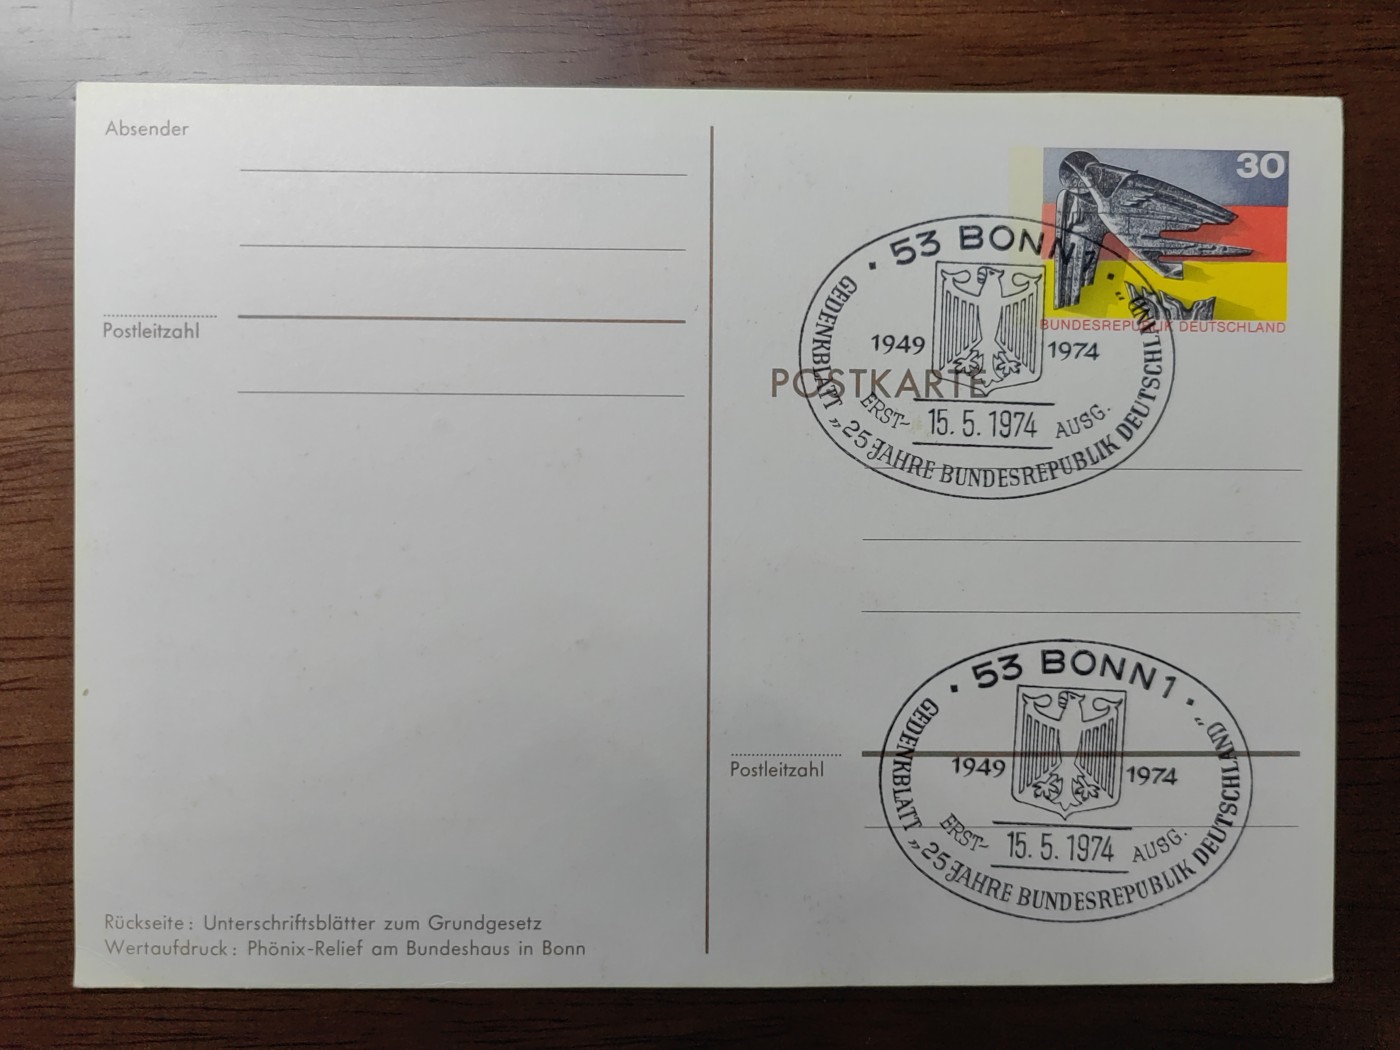 Absender
Postleitzahl
Rückseite: Unterschriftsblätter zum Grundgesetz
Wertaufdruck: Phönix-Relief am Bundeshaus in Bonn
30
BUNDESREPUBLIK DEUTSCHLAND
POSTKARTE
· 53 BONN 1 ·
1949 1974
ERST- 15.5.1974 AUSG.
GEDENKBLATT „25 JAHRE BUNDESREPUBLIK DEUTSCHLAND"
Postleitzahl
· 53 BONN 1 ·
1949 1974
ERST- 15.5.1974 AUSG.
GEDENKBLATT „25 JAHRE BUNDESREPUBLIK DEUTSCHLAND"